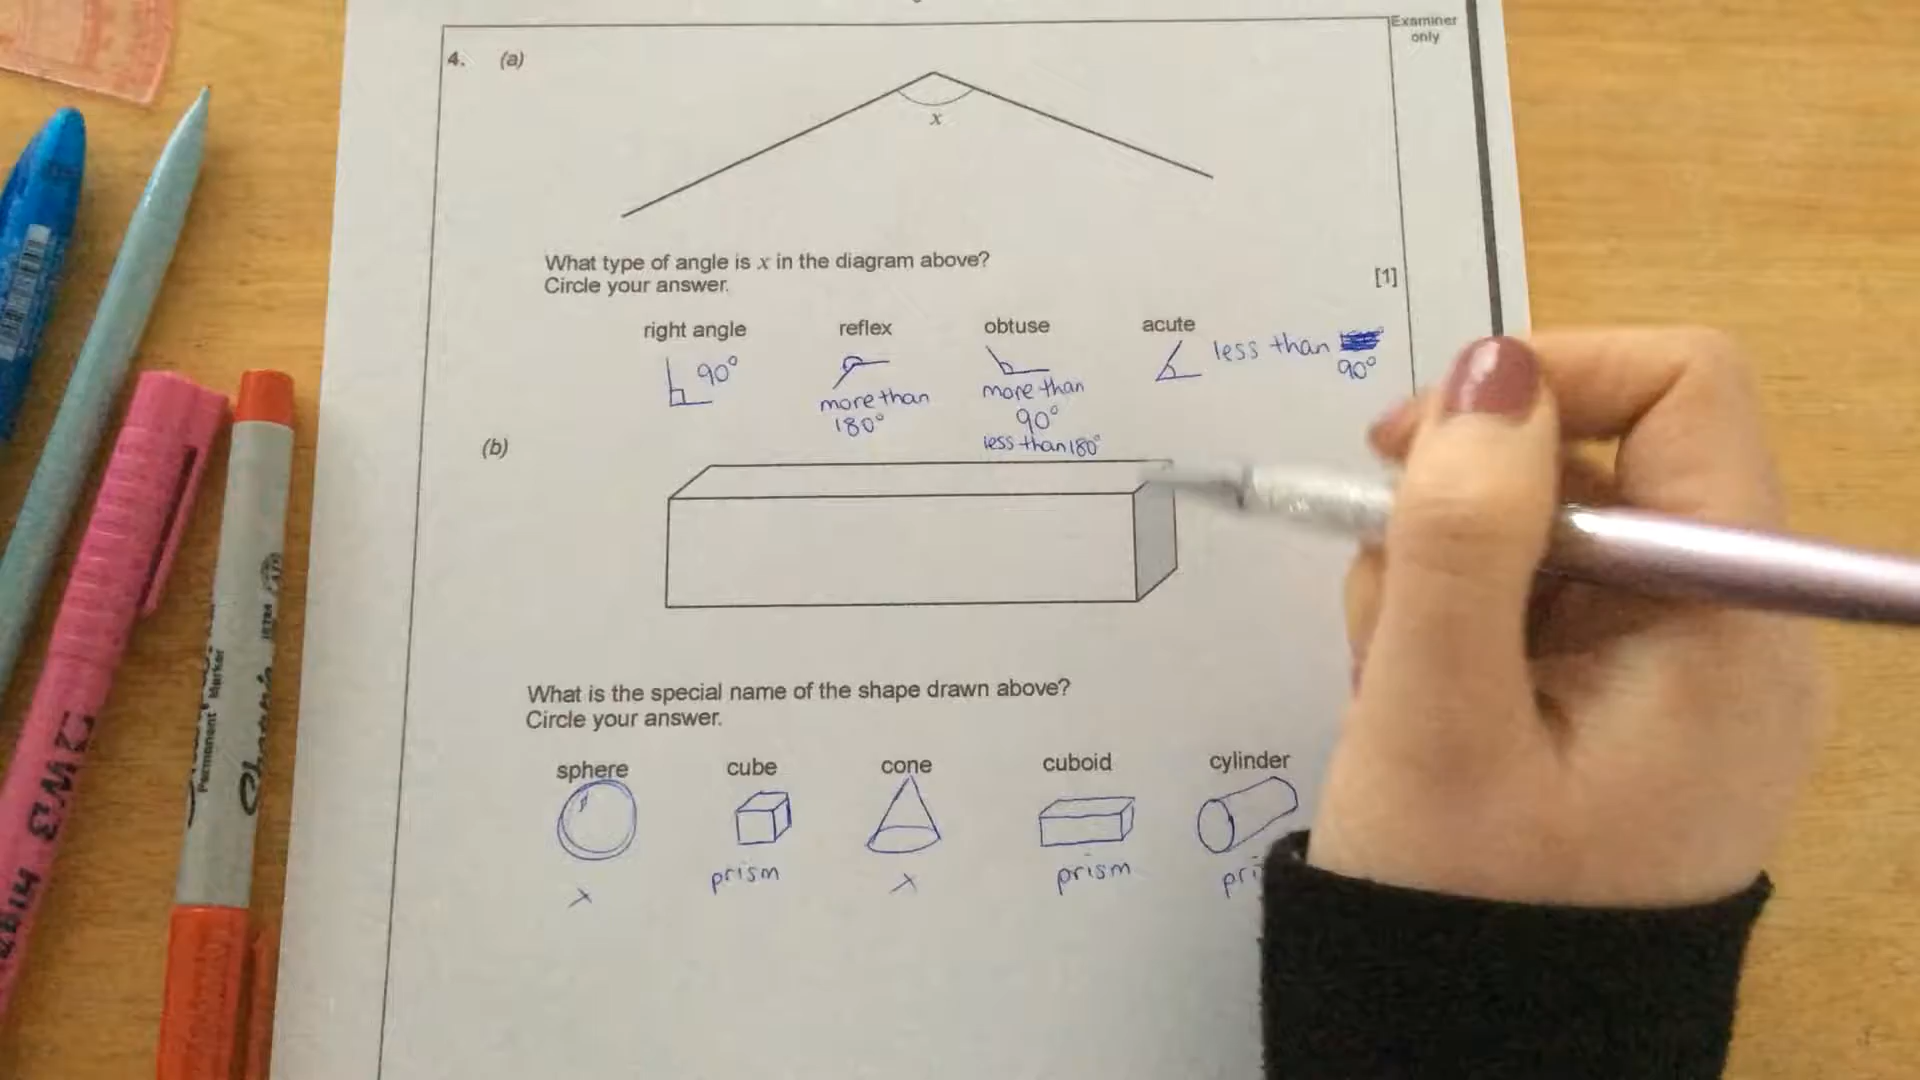 Examiner
only
4. (a)
x
What type of angle is x in the diagram above?
Circle your answer.
[1]
right angle reflex obtuse acute
90° more than 180° more than 90° less than 180° less than 90°
(b)
What is the special name of the shape drawn above?
Circle your answer.
sphere cube cone cuboid cylinder
x prism x prism pri
Permanent Marker
Sharpie